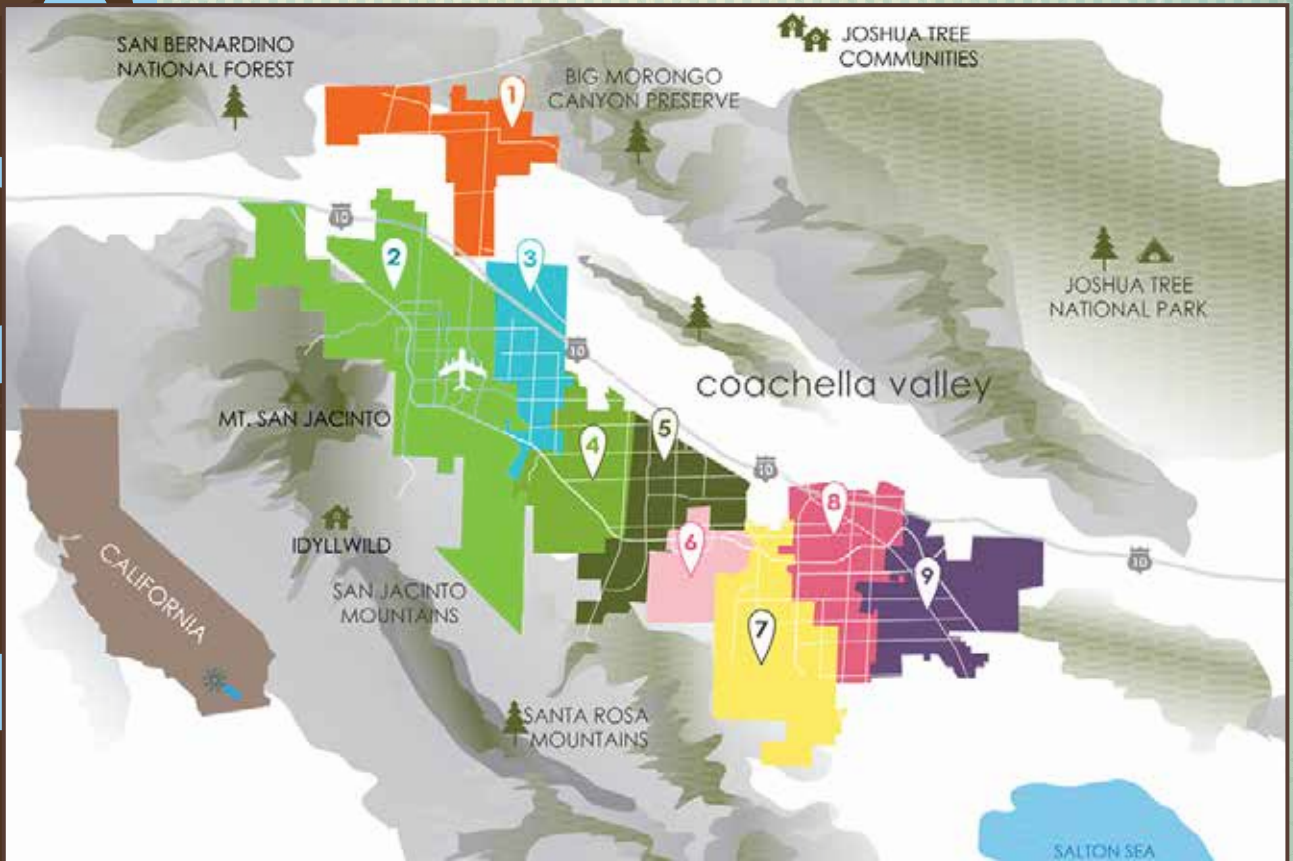 SAN BERNARDINO
NATIONAL FOREST
JOSHUA TREE
COMMUNITIES
BIG MORONGO
CANYON PRESERVE
1
10
2
3
JOSHUA TREE
NATIONAL PARK
10
coachella valley
MT. SAN JACINTO
4
5
10
8
6
IDYLLWILD
CALIFORNIA
SAN JACINTO
MOUNTAINS
9
10
7
SANTA ROSA
MOUNTAINS
SALTON SEA